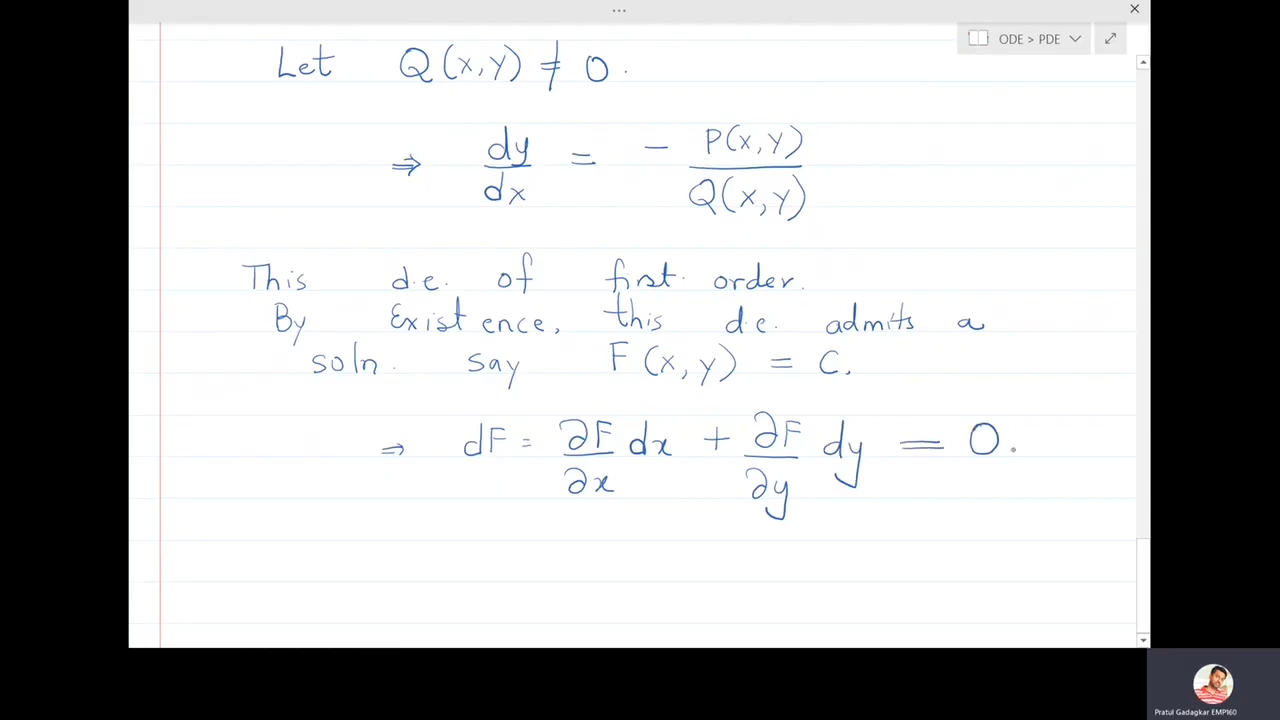 ...
ODE > PDE
Let Q(x,y) ≠ 0.
⇒ dy/dx = - P(x,y)/Q(x,y)
This d.e. of first order.
By Existence, this d.e. admits a
soln. say F(x,y) = C.
⇒ dF = ∂F/∂x dx + ∂F/∂y dy = 0.
Pratul Gadagkar EMP160